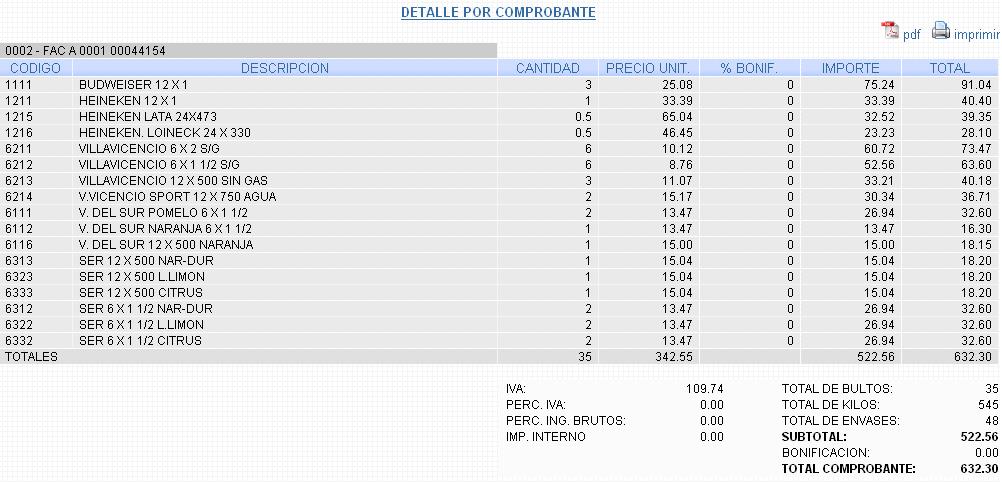 DETALLE POR COMPROBANTE
pdf imprimir
0002 - FAC A 0001 00044154
CODIGO DESCRIPCION CANTIDAD PRECIO UNIT. % BONIF. IMPORTE TOTAL
1111 BUDWEISER 12 X 1 3 25.08 0 75.24 91.04
1211 HEINEKEN 12 X 1 1 33.39 0 33.39 40.40
1215 HEINEKEN LATA 24X473 0.5 65.04 0 32.52 39.35
1216 HEINEKEN. LOINECK 24 X 330 0.5 46.45 0 23.23 28.10
6211 VILLAVICENCIO 6 X 2 S/G 6 10.12 0 60.72 73.47
6212 VILLAVICENCIO 6 X 1 1/2 S/G 6 8.76 0 52.56 63.60
6213 VILLAVICENCIO 12 X 500 SIN GAS 3 11.07 0 33.21 40.18
6214 V.VICENCIO SPORT 12 X 750 AGUA 2 15.17 0 30.34 36.71
6111 V. DEL SUR POMELO 6 X 1 1/2 2 13.47 0 26.94 32.60
6112 V. DEL SUR NARANJA 6 X 1 1/2 1 13.47 0 13.47 16.30
6116 V. DEL SUR 12 X 500 NARANJA 1 15.00 0 15.00 18.15
6313 SER 12 X 500 NAR-DUR 1 15.04 0 15.04 18.20
6323 SER 12 X 500 L.LIMON 1 15.04 0 15.04 18.20
6333 SER 12 X 500 CITRUS 1 15.04 0 15.04 18.20
6312 SER 6 X 1 1/2 NAR-DUR 2 13.47 0 26.94 32.60
6322 SER 6 X 1 1/2 L.LIMON 2 13.47 0 26.94 32.60
6332 SER 6 X 1 1/2 CITRUS 2 13.47 0 26.94 32.60
TOTALES 35 342.55 522.56 632.30
IVA: 109.74 TOTAL DE BULTOS: 35
PERC. IVA: 0.00 TOTAL DE KILOS: 545
PERC. ING. BRUTOS: 0.00 TOTAL DE ENVASES: 48
IMP. INTERNO 0.00 SUBTOTAL: 522.56
BONIFICACION: 0.00
TOTAL COMPROBANTE: 632.30